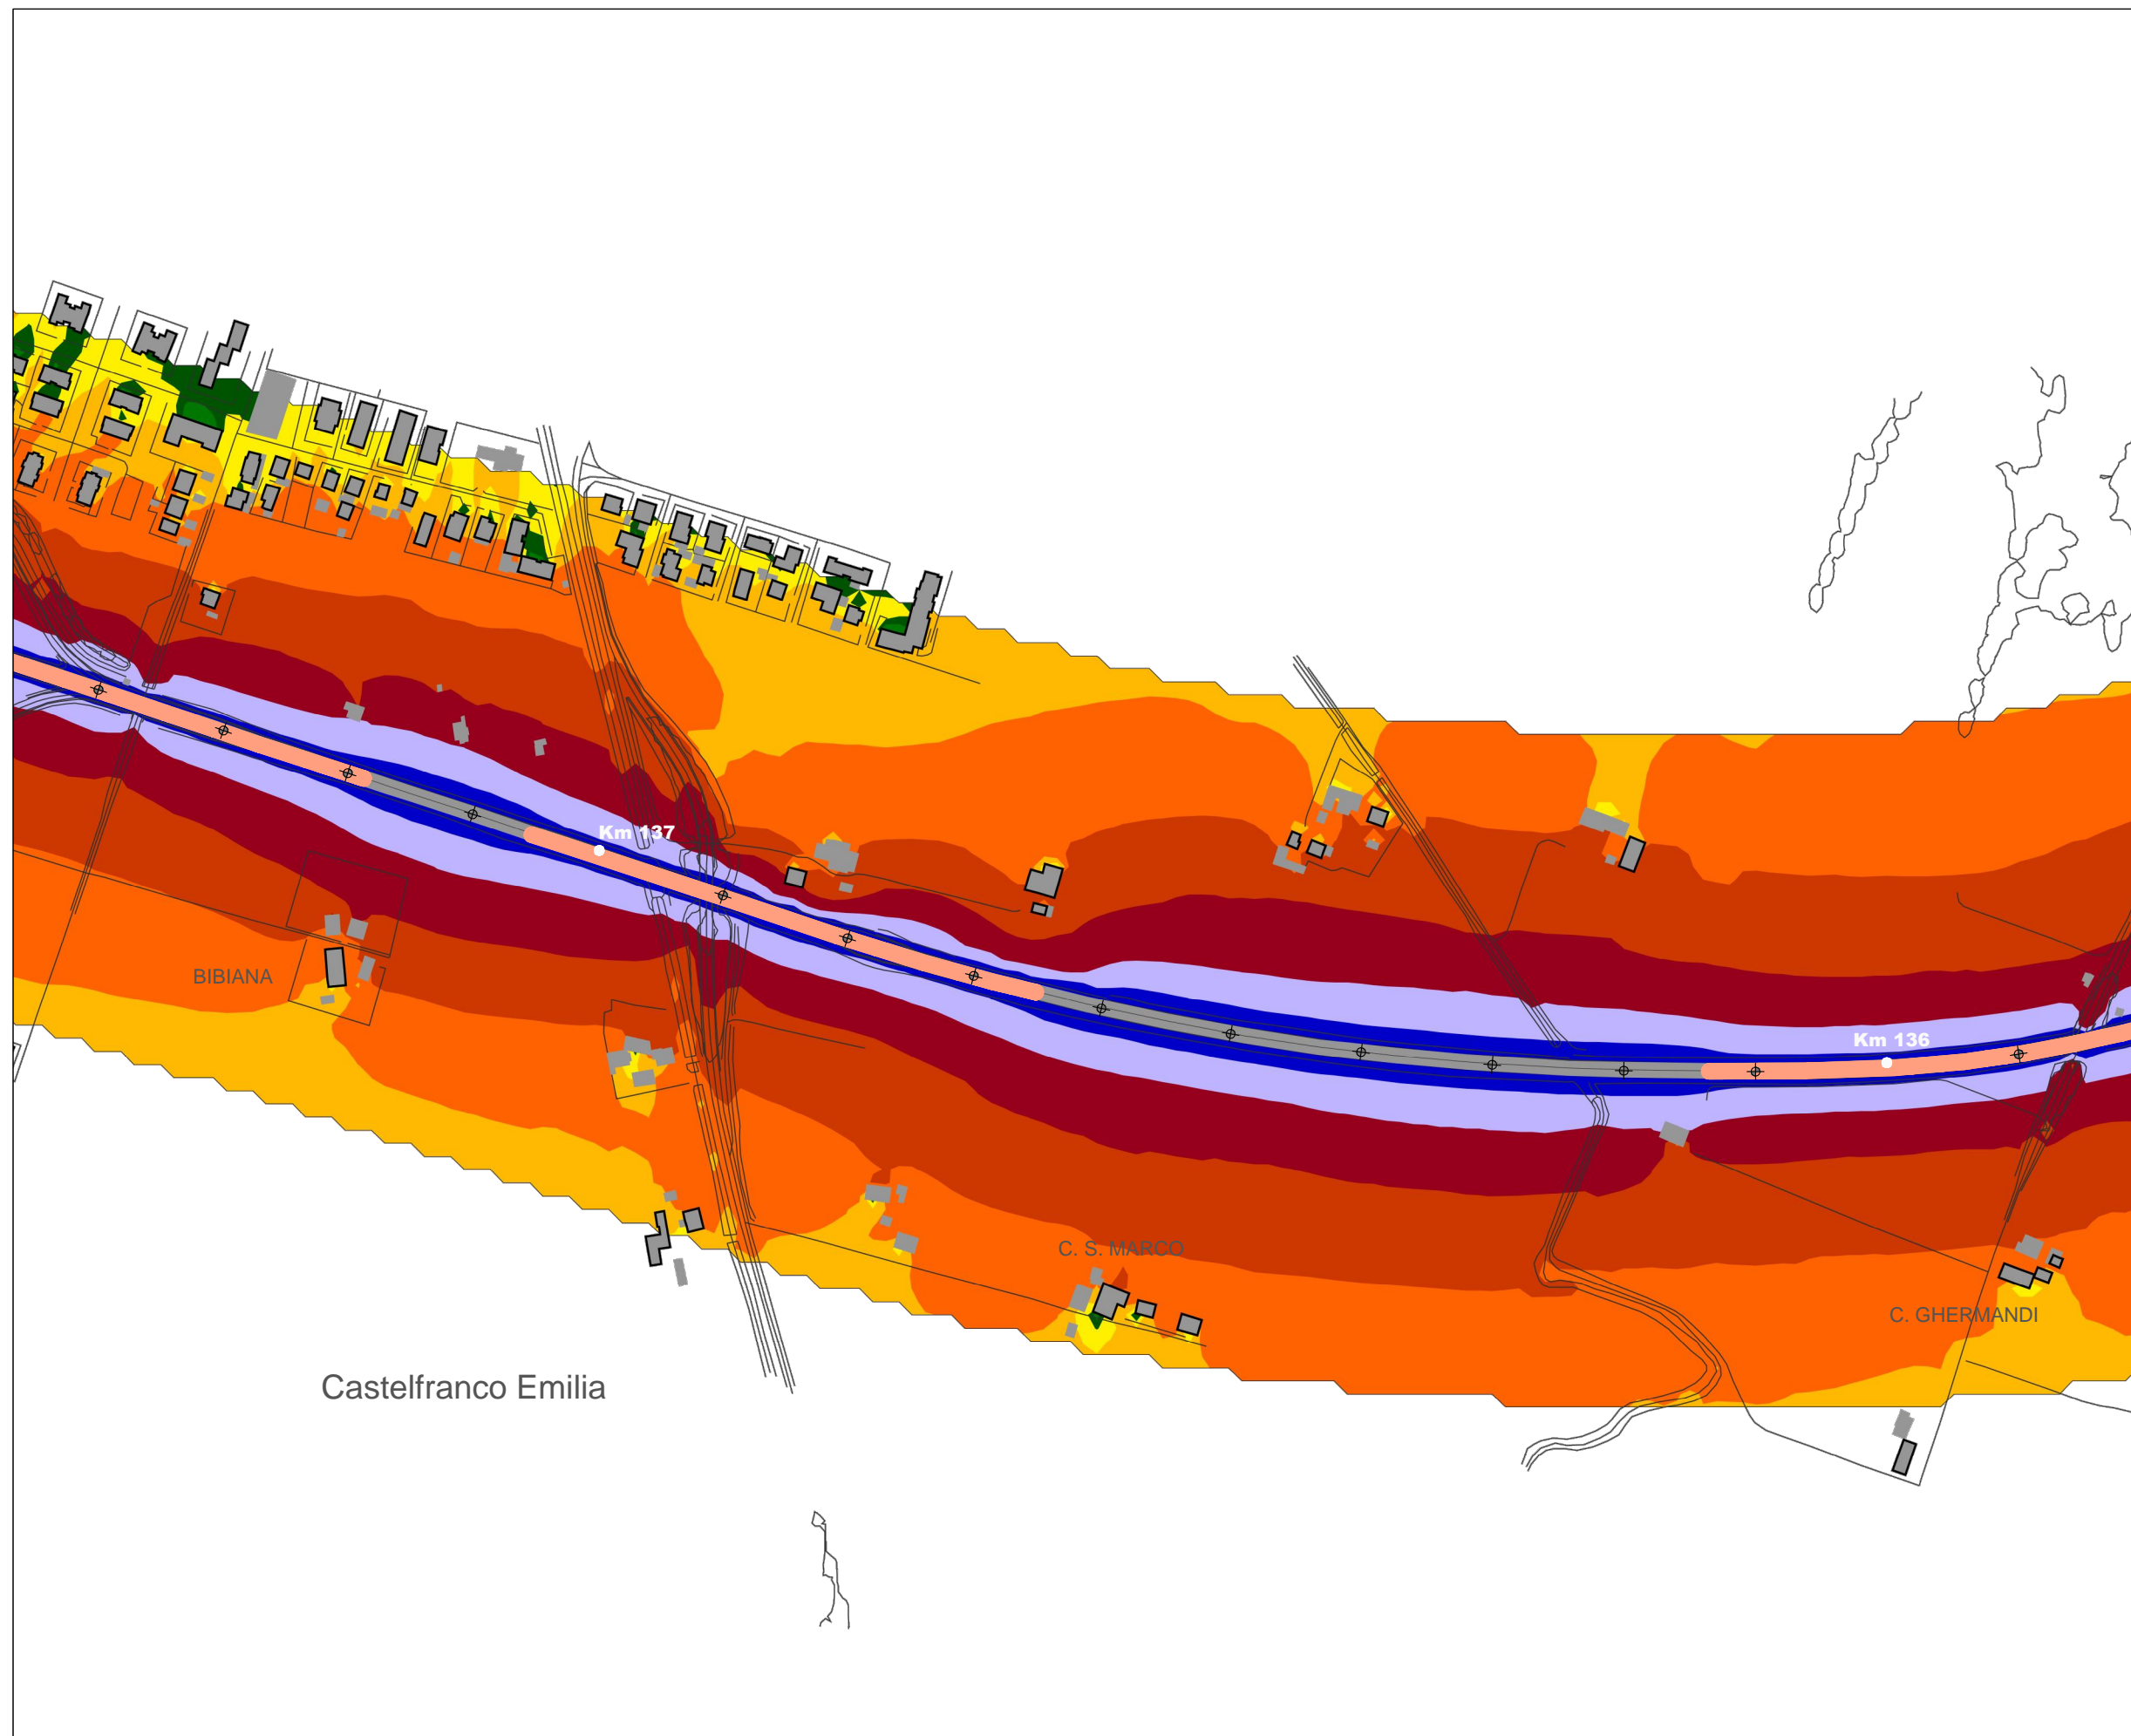 Km 137
BIBIANA
Km 136
C. S. MARCO
C. GHERMANDI
Castelfranco Emilia